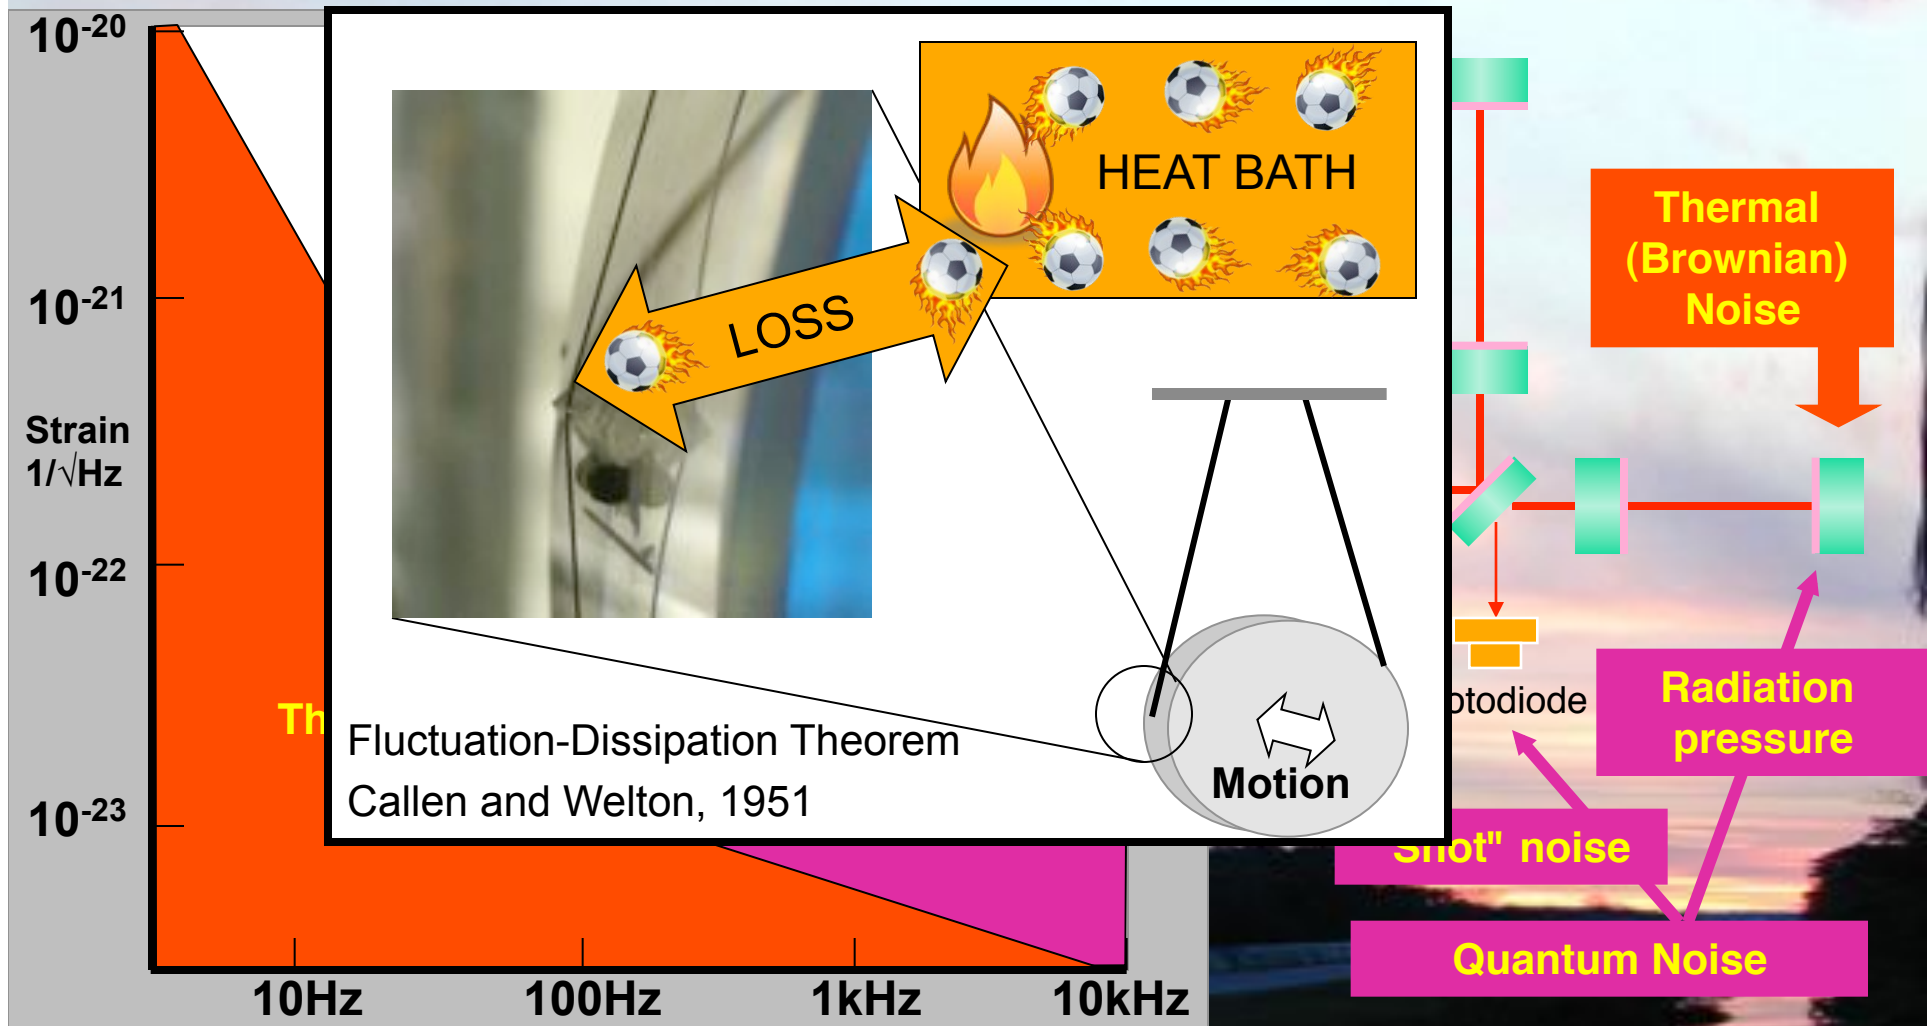 10-20
10-21
Strain
1/√Hz
10-22
10-23
10Hz
100Hz
1kHz
10kHz
HEAT BATH
LOSS
Fluctuation-Dissipation Theorem
Callen and Welton, 1951
Motion
Thermal
(Brownian)
Noise
Radiation
pressure
noise
Quantum Noise